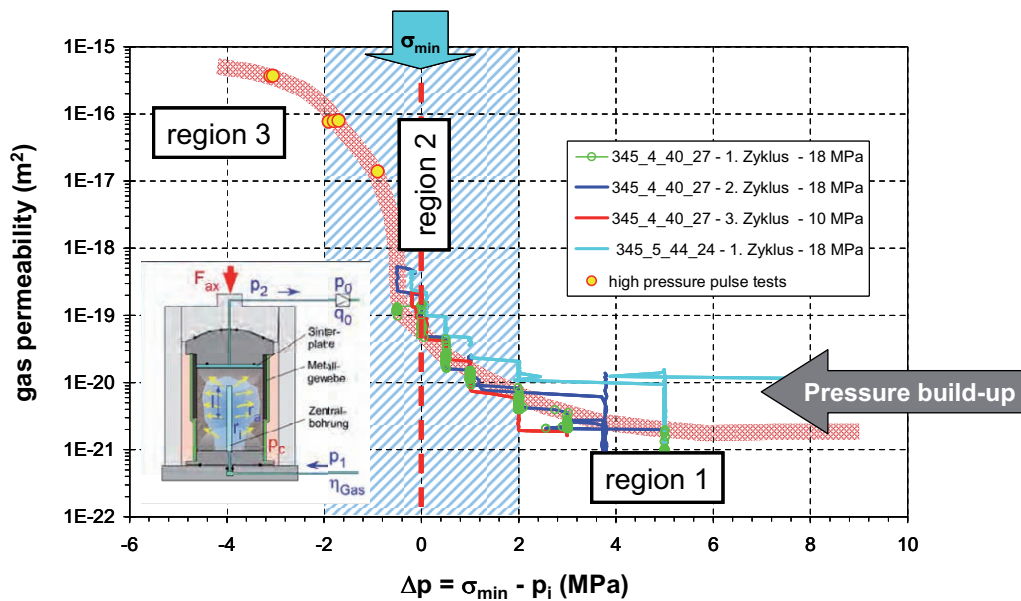 σmin
1E-15
1E-16
1E-17
1E-18
1E-19
1E-20
1E-21
1E-22
gas permeability (m²)
region 3
region 2
region 1
345_4_40_27 - 1. Zyklus - 18 MPa
345_4_40_27 - 2. Zyklus - 18 MPa
345_4_40_27 - 3. Zyklus - 10 MPa
345_5_44_24 - 1. Zyklus - 18 MPa
high pressure pulse tests
Pressure build-up
Fax
p2
p0
q0
Sinter-
plate
Metall-
gewebe
Zentral-
bohrung
ri
pc
p1
ηGas
-6 -4 -2 0 2 4 6 8 10
Δp = σmin - pi (MPa)